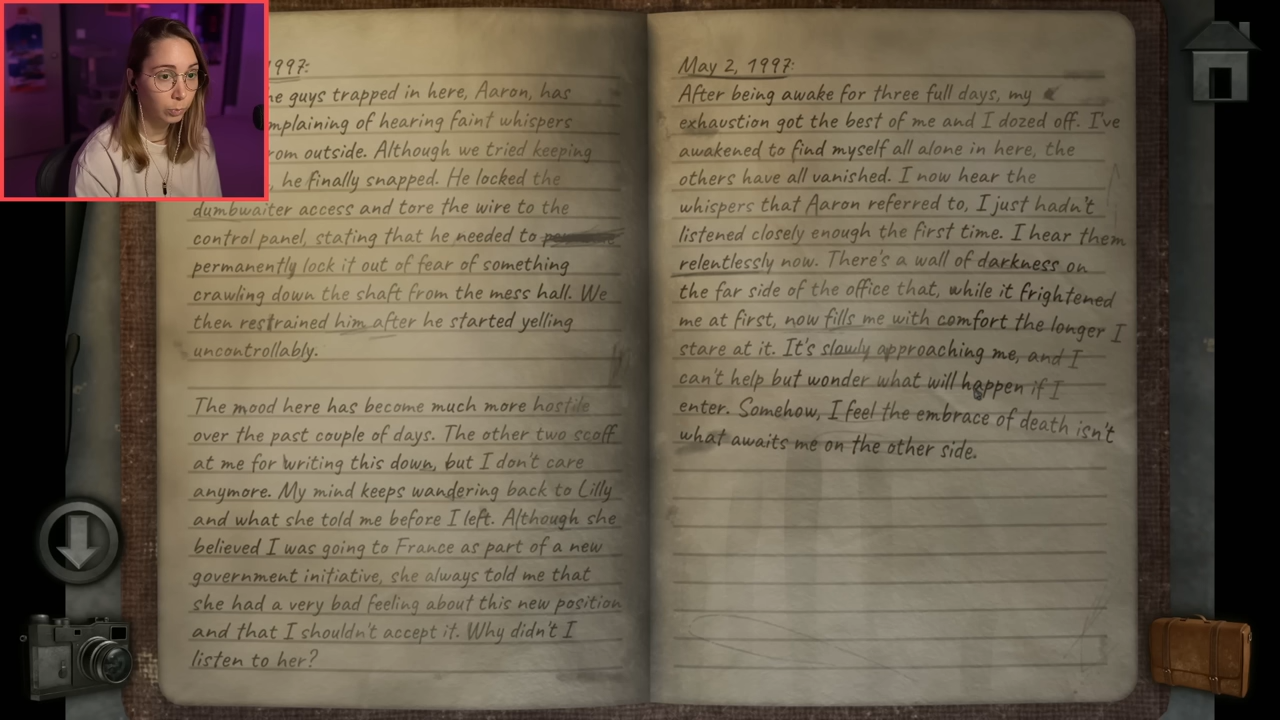 1997:
guys trapped in here, Aaron, has
complaining of hearing faint whispers
from outside. Although we tried keeping
, he finally snapped. He locked the
dumbwaiter access and tore the wire to the
control panel, stating that he needed to
permanently lock it out of fear of something
crawling down the shaft from the mess hall. We
then restrained him after he started yelling
uncontrollably.
The mood here has become much more hostile
over the past couple of days. The other two scoff
at me for writing this down, but I don't care
anymore. My mind keeps wandering back to Lilly
and what she told me before I left. Although she
believed I was going to France as part of a new
government initiative, she always told me that
she had a very bad feeling about this new position
and that I shouldn't accept it. Why didn't I
listen to her?
May 2, 1997:
After being awake for three full days, my
exhaustion got the best of me and I dozed off. I've
awakened to find myself all alone in here, the
others have all vanished. I now hear the
whispers that Aaron referred to, I just hadn't
listened closely enough the first time. I hear them
relentlessly now. There's a wall of darkness on
the far side of the office that, while it frightened
me at first, now fills me with comfort the longer I
stare at it. It's slowly approaching me, and I
can't help but wonder what will happen if I
enter. Somehow, I feel the embrace of death isn't
what awaits me on the other side.